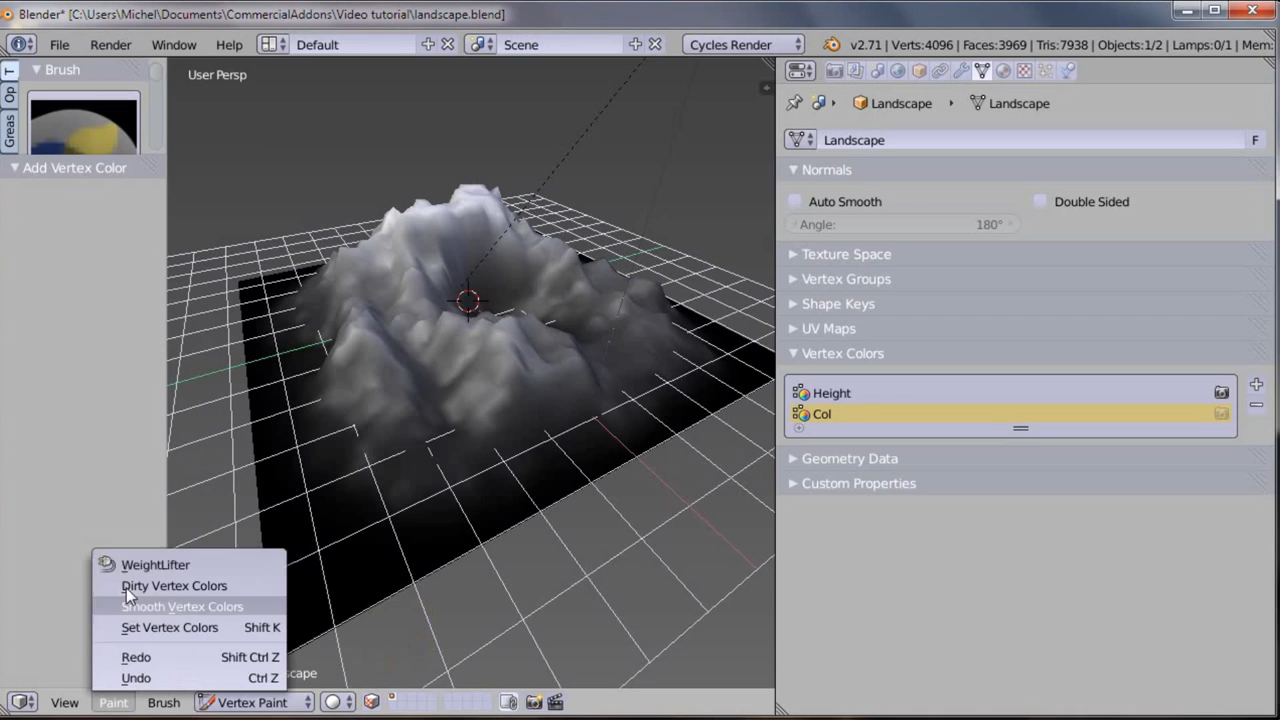 Blender* [C:\Users\Michel\Documents\CommercialAddons\Video tutorial\landscape.blend]
File Render Window Help Default Scene Cycles Render v2.71 | Verts:4096 | Faces:3969 | Tris:7938 | Objects:1/2 | Lamps:0/1 | Mem:
T
Op
Greas
Brush
Add Vertex Color
User Persp
Landscape Landscape
Landscape F
Normals
Auto Smooth Double Sided
Angle: 180°
Texture Space
Vertex Groups
Shape Keys
UV Maps
Vertex Colors
Height
Col
Geometry Data
Custom Properties
WeightLifter
Dirty Vertex Colors
Smooth Vertex Colors
Set Vertex Colors Shift K
Redo Shift Ctrl Z
Undo Ctrl Z
scape
View Paint Brush Vertex Paint